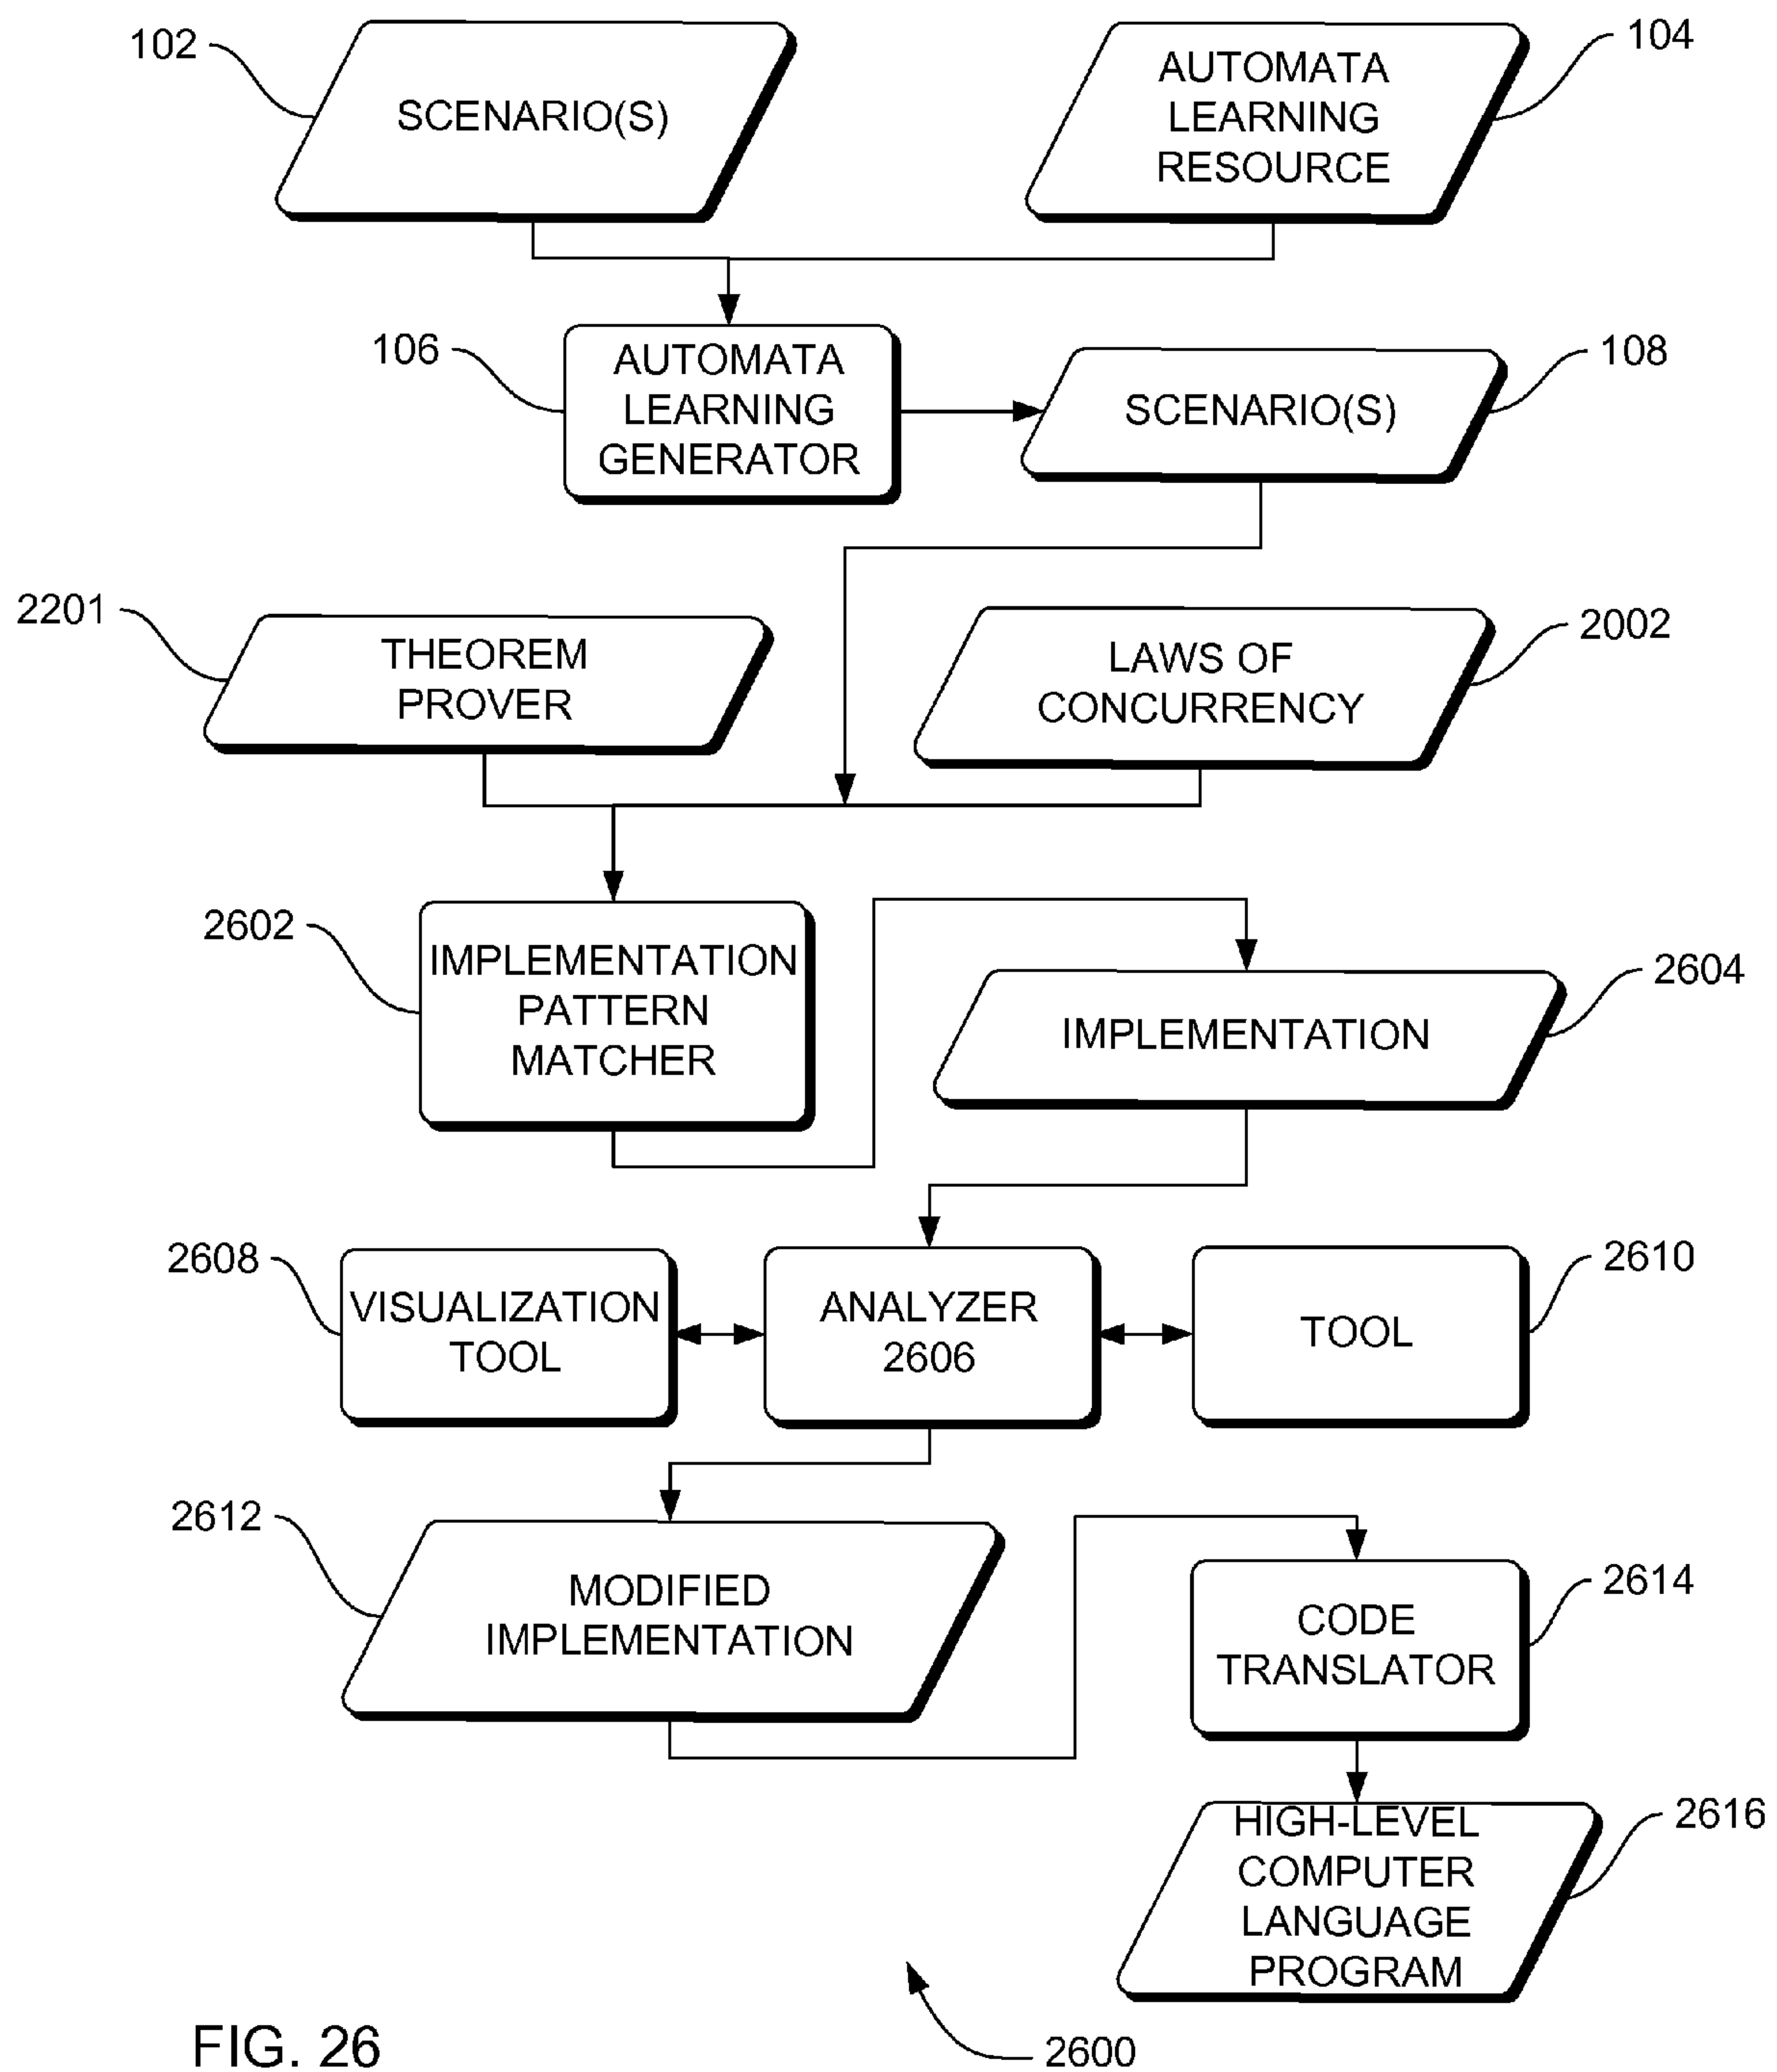 102
SCENARIO(S)
AUTOMATA
LEARNING
RESOURCE
104
106
AUTOMATA
LEARNING
GENERATOR
SCENARIO(S)
108
2201
THEOREM
PROVER
LAWS OF
CONCURRENCY
2002
2602
IMPLEMENTATION
PATTERN
MATCHER
IMPLEMENTATION
2604
2608
VISUALIZATION
TOOL
ANALYZER
2606
TOOL
2610
2612
MODIFIED
IMPLEMENTATION
CODE
TRANSLATOR
2614
HIGH-LEVEL
COMPUTER
LANGUAGE
PROGRAM
2616
FIG. 26
2600